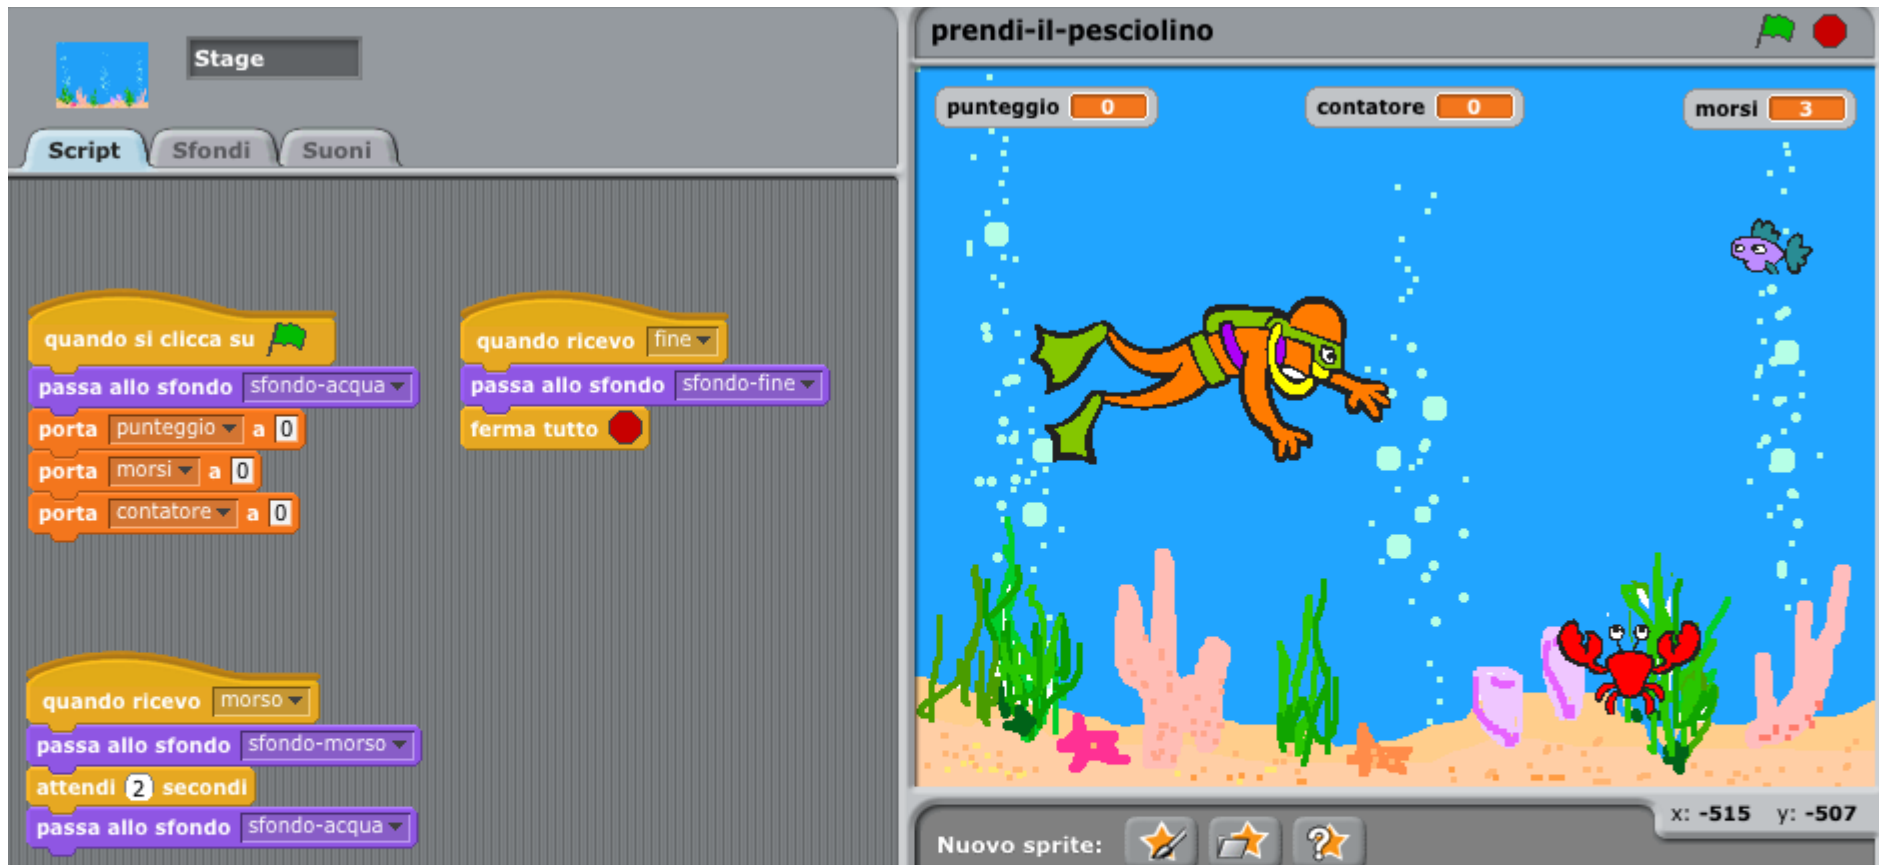 Stage
Script Sfondi Suoni
quando si clicca su
passa allo sfondo sfondo-acqua
porta punteggio a 0
porta morsi a 0
porta contatore a 0
quando ricevo fine
passa allo sfondo sfondo-fine
ferma tutto
quando ricevo morso
passa allo sfondo sfondo-morso
attendi 2 secondi
passa allo sfondo sfondo-acqua
prendi-il-pesciolino
punteggio 0 contatore 0 morsi 3
x: -515 y: -507
Nuovo sprite: